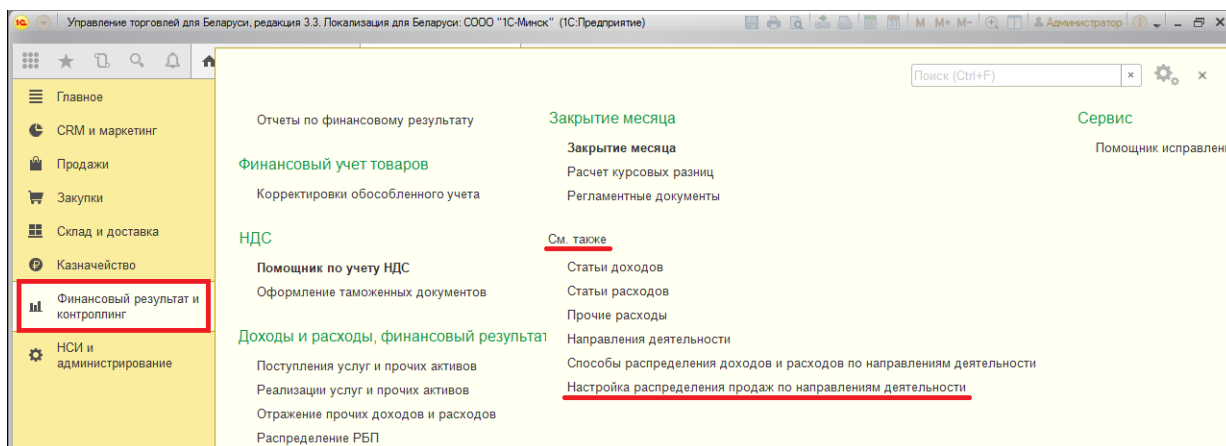 1С Управление торговлей для Беларуси, редакция 3.3. Локализация для Беларуси: СООО "1С-Минск" (1С:Предприятие) M M+ M- Администратор
Поиск (Ctrl+F)
Главное
CRM и маркетинг
Продажи
Закупки
Склад и доставка
Казначейство
Финансовый результат и
контроллинг
НСИ и
администрирование
Отчеты по финансовому результату
Финансовый учет товаров
Корректировки обособленного учета
НДС
Помощник по учету НДС
Оформление таможенных документов
Доходы и расходы, финансовый результат
Поступления услуг и прочих активов
Реализации услуг и прочих активов
Отражение прочих доходов и расходов
Распределение РБП
Закрытие месяца
Закрытие месяца
Расчет курсовых разниц
Регламентные документы
См. также
Статьи доходов
Статьи расходов
Прочие расходы
Направления деятельности
Способы распределения доходов и расходов по направлениям деятельности
Настройка распределения продаж по направлениям деятельности
Сервис
Помощник исправлен